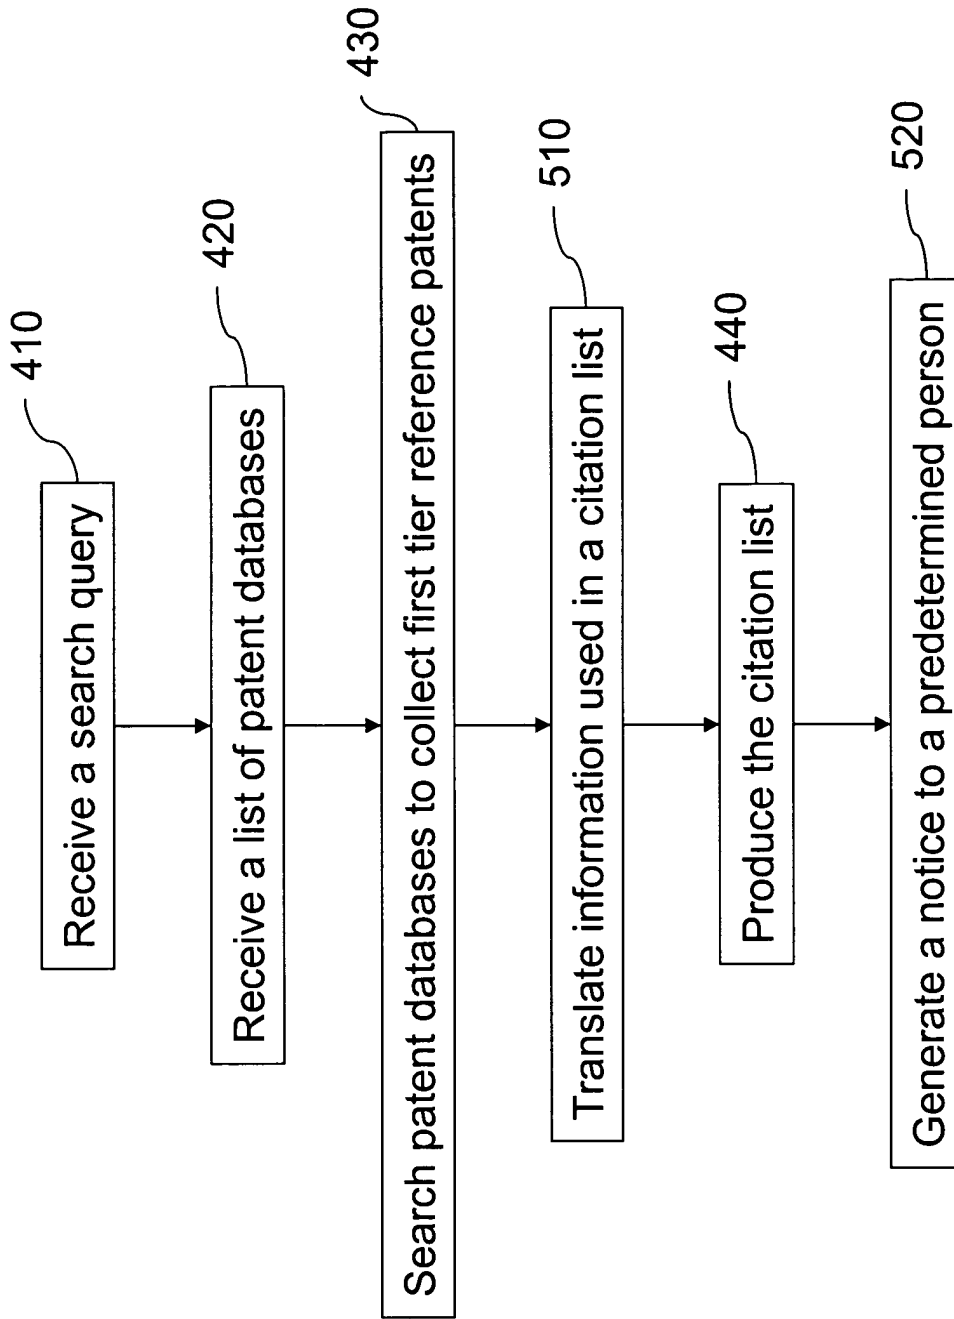 Receive a search query
410
Receive a list of patent databases
420
Search patent databases to collect first tier reference patents
430
Translate information used in a citation list
510
Produce the citation list
440
Generate a notice to a predetermined person
520